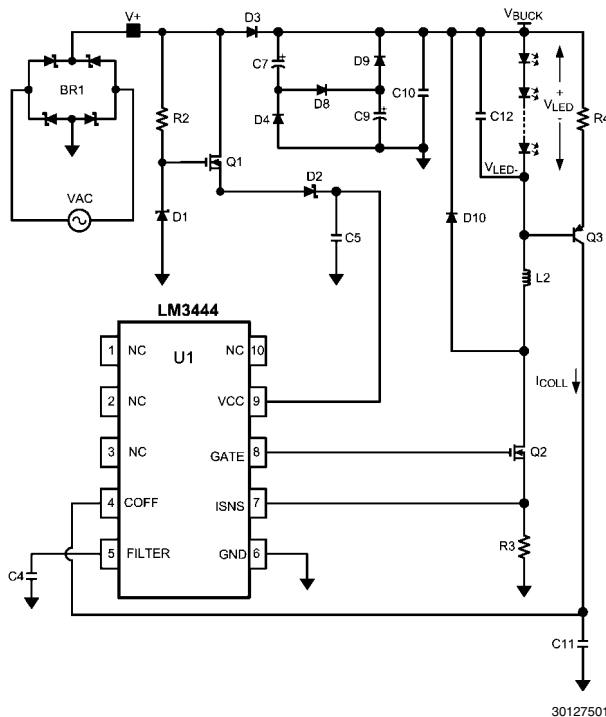 V+
D3
VBUCK
C7
D9
BR1
R2
D8
C10
C12
+
VLED
-
R4
D4
C9
Q1
VLED-
VAC
D1
D2
D10
Q3
C5
L2
LM3444
U1
1 NC
NC 10
ICOLL
2 NC
VCC 9
3 NC
GATE 8
Q2
4 COFF
ISNS 7
5 FILTER
GND 6
R3
C4
C11
30127501